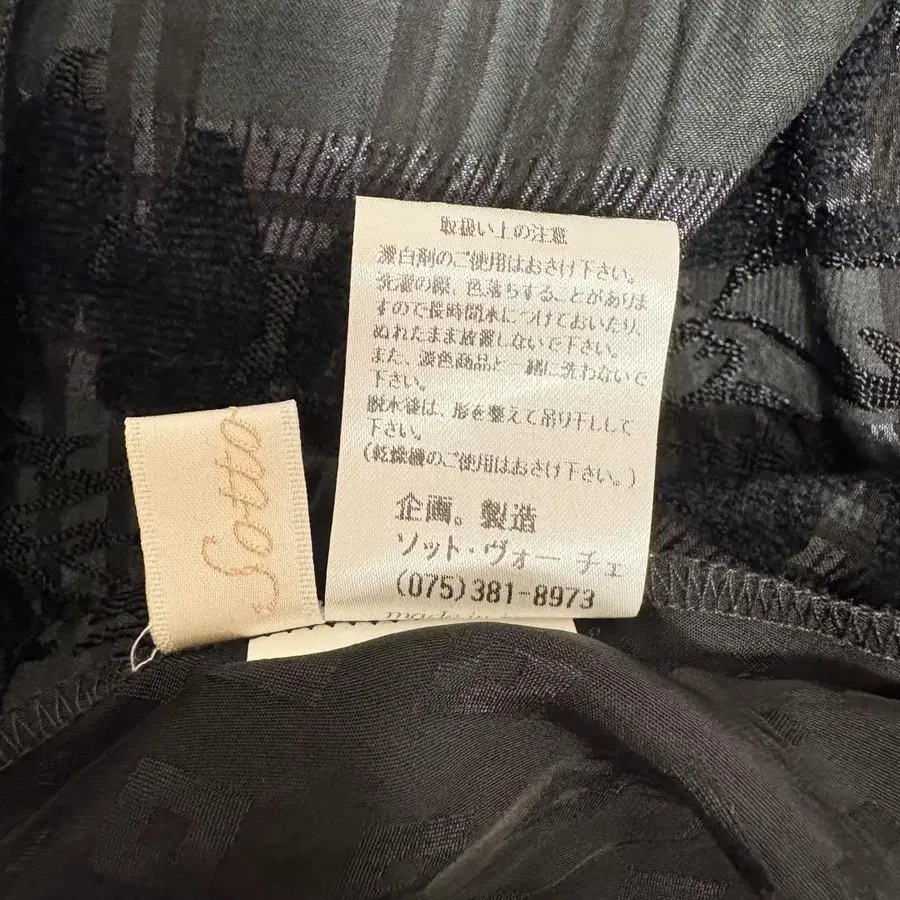 取扱い上の注意
漂白剤のご使用はおさけ下さい。
洗濯の際、色落ちすることがありま
すので長時間水につけておいたり、
ぬれたまま放置しないで下さい。
また、淡色商品と一緒に洗わないで
下さい。
脱水後は、形を整えて吊り干しして
下さい。
(乾燥機のご使用はおさけ下さい。)
企画。製造
ソット・ヴォーチェ
(075)381-8973
Sotto
made in